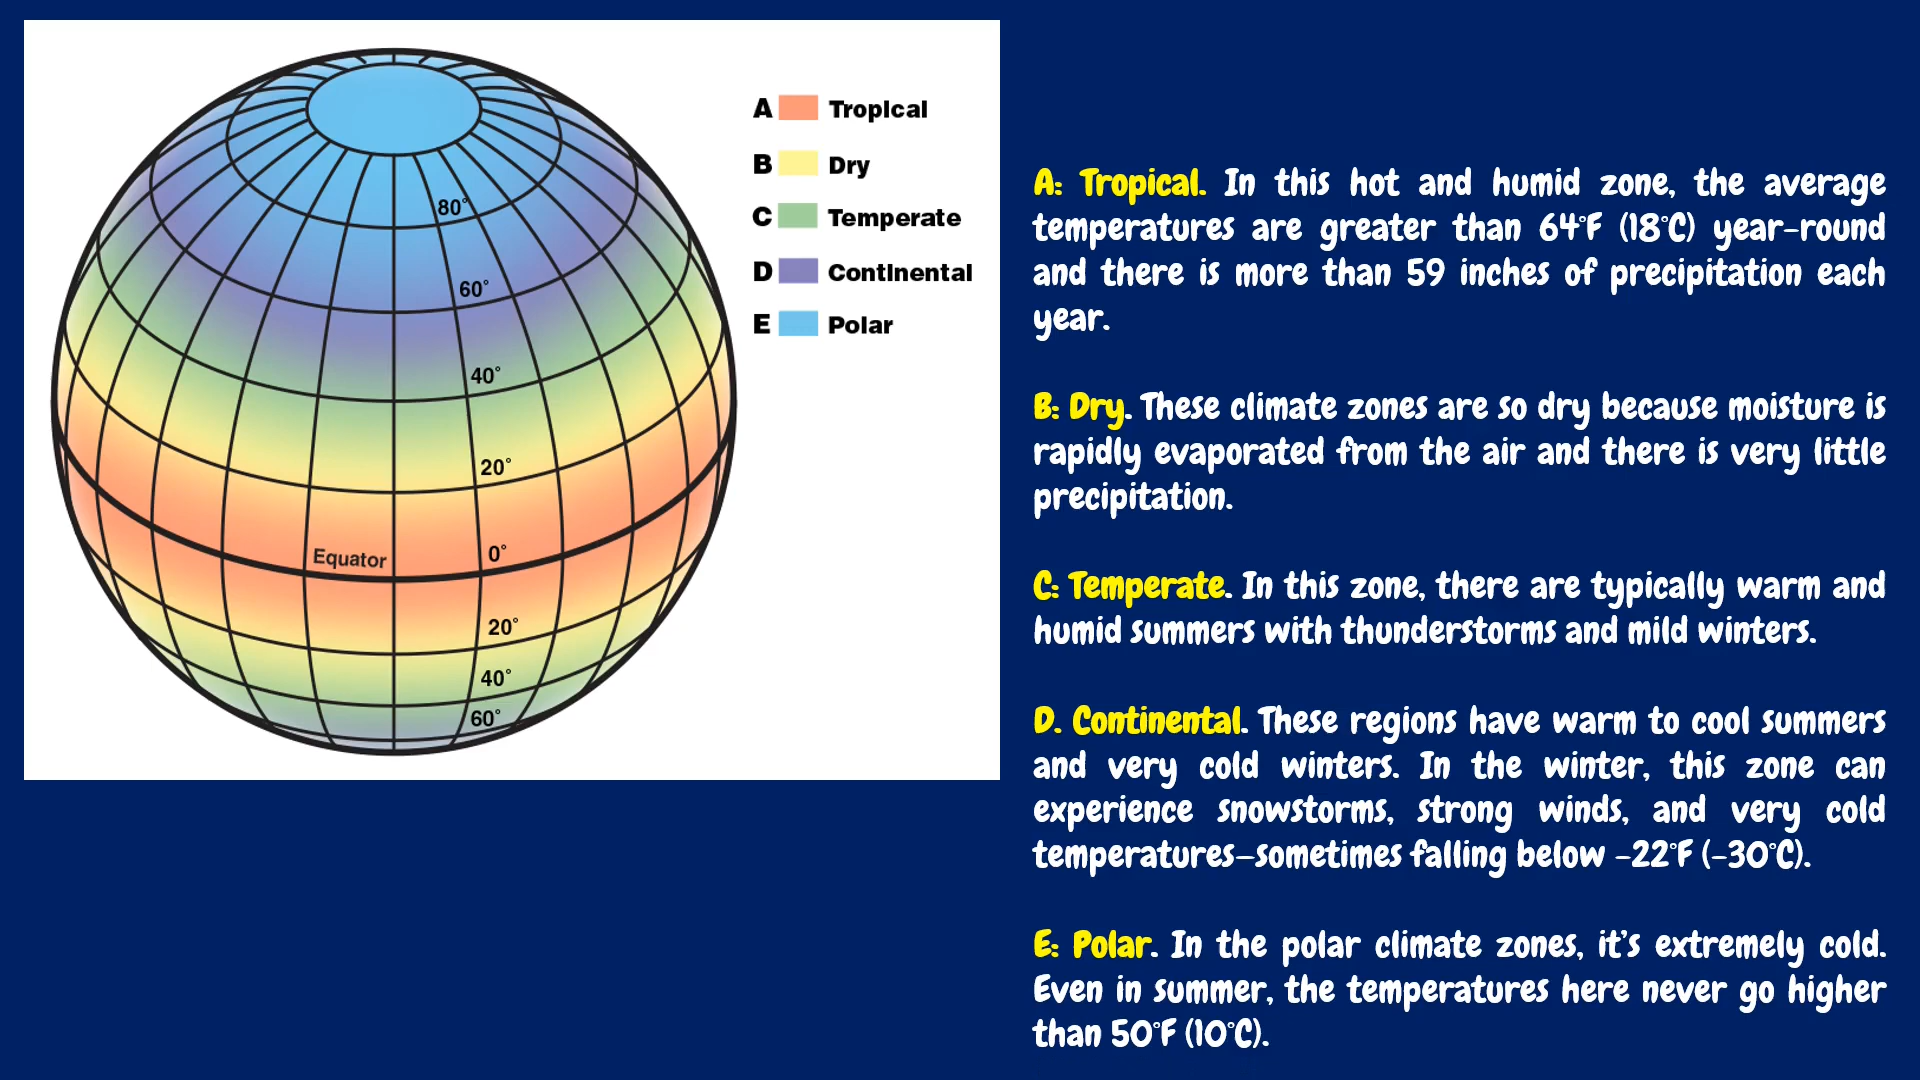 A Tropical
B Dry
C Temperate
D Continental
E Polar
80°
60°
40°
20°
Equator 0°
20°
40°
60°
A: Tropical. In this hot and humid zone, the average
temperatures are greater than 64°F (18°C) year-round
and there is more than 59 inches of precipitation each
year.
B: Dry. These climate zones are so dry because moisture is
rapidly evaporated from the air and there is very little
precipitation.
C: Temperate. In this zone, there are typically warm and
humid summers with thunderstorms and mild winters.
D. Continental. These regions have warm to cool summers
and very cold winters. In the winter, this zone can
experience snowstorms, strong winds, and very cold
temperatures—sometimes falling below -22°F (-30°C).
E: Polar. In the polar climate zones, it's extremely cold.
Even in summer, the temperatures here never go higher
than 50°F (10°C).